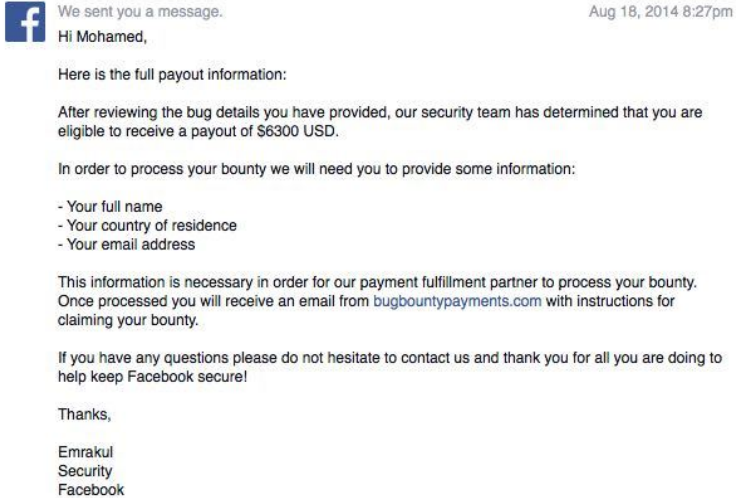 We sent you a message.
Aug 18, 2014 8:27pm
Hi Mohamed,
Here is the full payout information:
After reviewing the bug details you have provided, our security team has determined that you are
eligible to receive a payout of $6300 USD.
In order to process your bounty we will need you to provide some information:
- Your full name
- Your country of residence
- Your email address
This information is necessary in order for our payment fulfillment partner to process your bounty.
Once processed you will receive an email from bugbountypayments.com with instructions for
claiming your bounty.
If you have any questions please do not hesitate to contact us and thank you for all you are doing to
help keep Facebook secure!
Thanks,
Emrakul
Security
Facebook